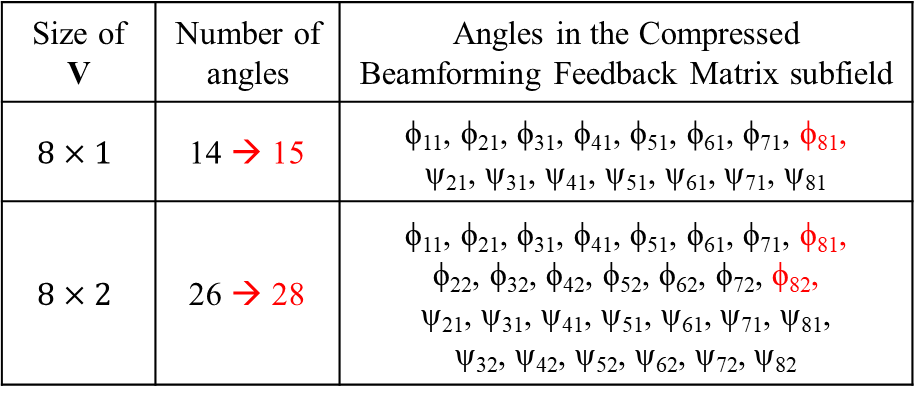 Size of V
Number of angles
Angles in the Compressed
Beamforming Feedback Matrix subfield
8 × 1
14 → 15
ϕ₁₁, ϕ₂₁, ϕ₃₁, ϕ₄₁, ϕ₅₁, ϕ₆₁, ϕ₇₁, ϕ₈₁,
ψ₂₁, ψ₃₁, ψ₄₁, ψ₅₁, ψ₆₁, ψ₇₁, ψ₈₁
8 × 2
26 → 28
ϕ₁₁, ϕ₂₁, ϕ₃₁, ϕ₄₁, ϕ₅₁, ϕ₆₁, ϕ₇₁, ϕ₈₁,
ϕ₂₂, ϕ₃₂, ϕ₄₂, ϕ₅₂, ϕ₆₂, ϕ₇₂, ϕ₈₂,
ψ₂₁, ψ₃₁, ψ₄₁, ψ₅₁, ψ₆₁, ψ₇₁, ψ₈₁,
ψ₃₂, ψ₄₂, ψ₅₂, ψ₆₂, ψ₇₂, ψ₈₂